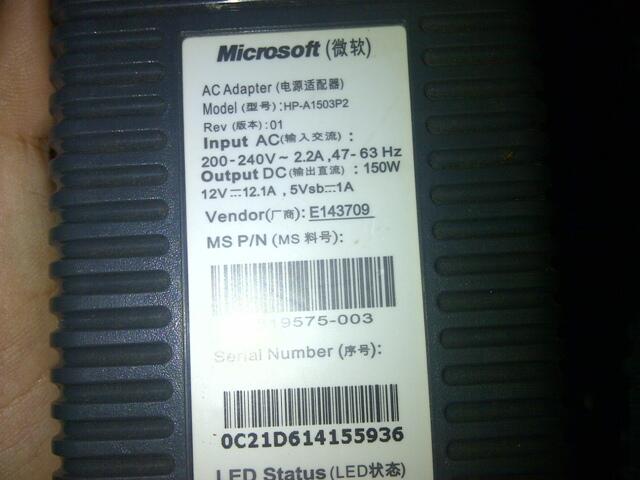 Microsoft (微软)
AC Adapter (电源适配器)
Model (型号):HP-A1503P2
Rev (版本):01
Input AC(输入交流) :
200-240V~ 2.2A ,47-63 Hz
Output DC(输出直流) : 150W
12V⎓12.1A , 5Vsb⎓1A
Vendor(厂商): E143709
MS P/N (MS 料号):
19575-003
Serial Number (序号):
0C21D614155936
LED Status (LED状态)